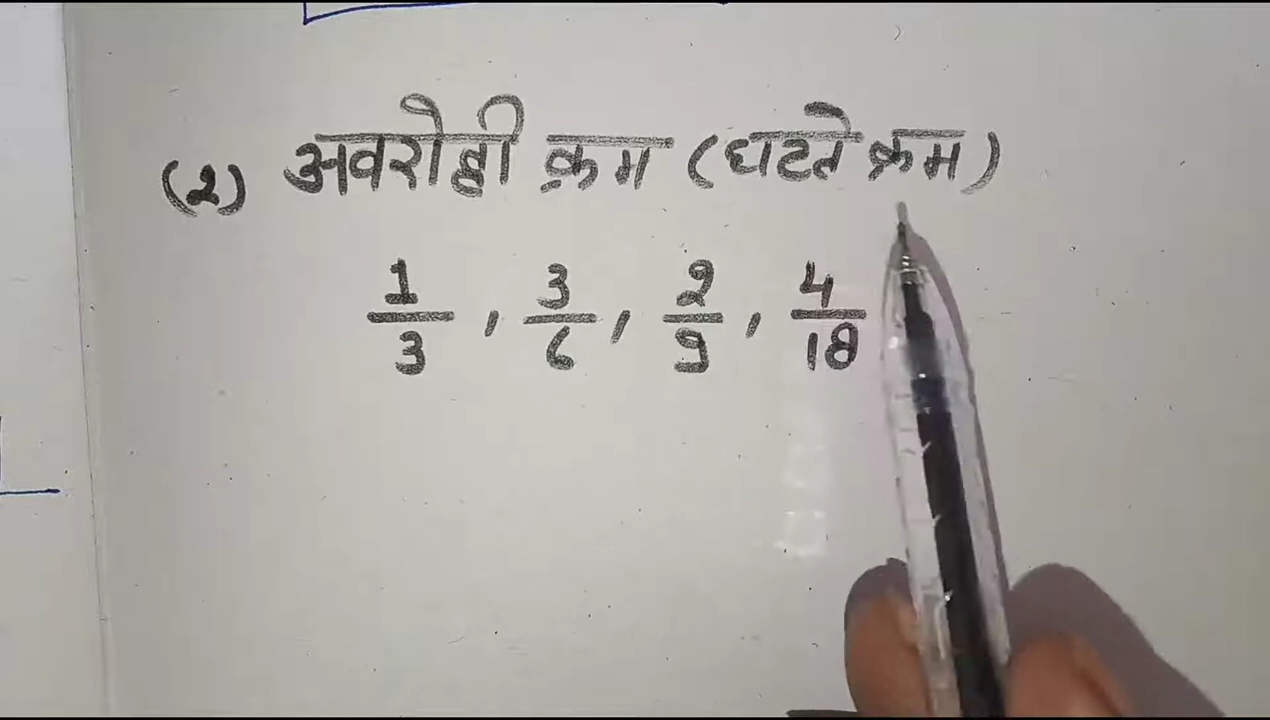 (2) अवरोही क्रम (घटते क्रम)
1/3 , 3/6 , 2/9 , 4/18